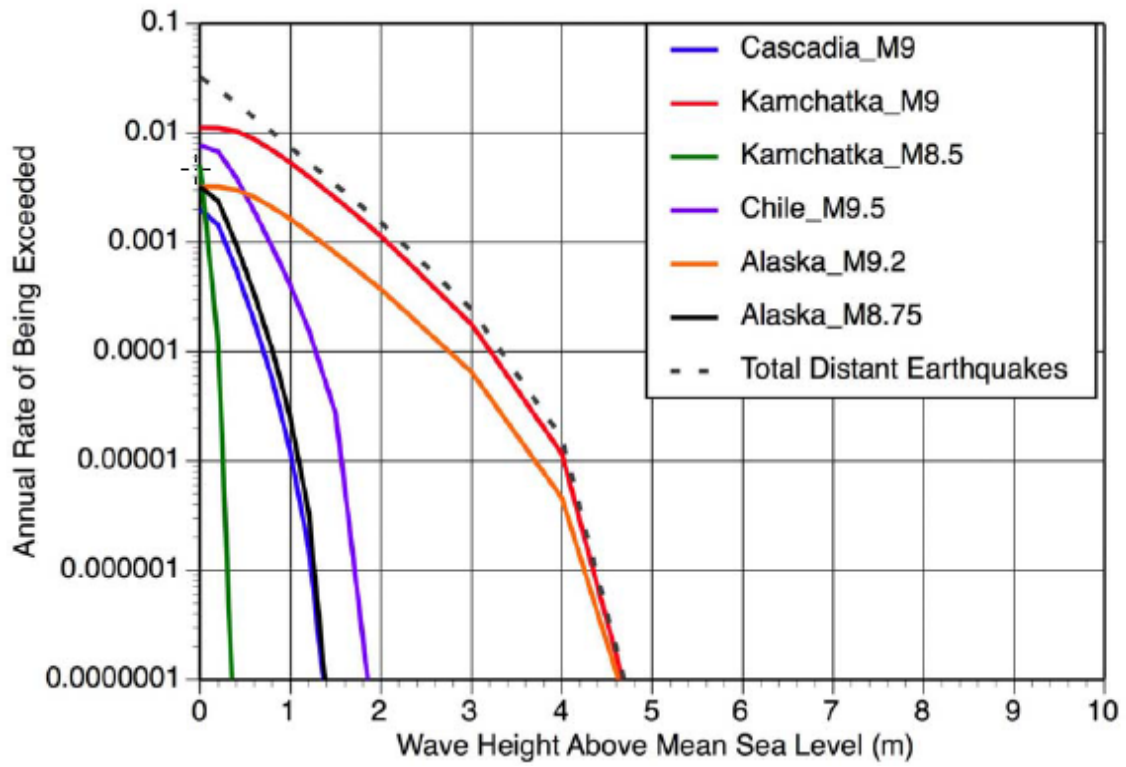 0.1
0.01
0.001
0.0001
0.00001
0.000001
0.0000001
Annual Rate of Being Exceeded
Cascadia_M9
Kamchatka_M9
Kamchatka_M8.5
Chile_M9.5
Alaska_M9.2
Alaska_M8.75
Total Distant Earthquakes
0 1 2 3 4 5 6 7 8 9 10
Wave Height Above Mean Sea Level (m)